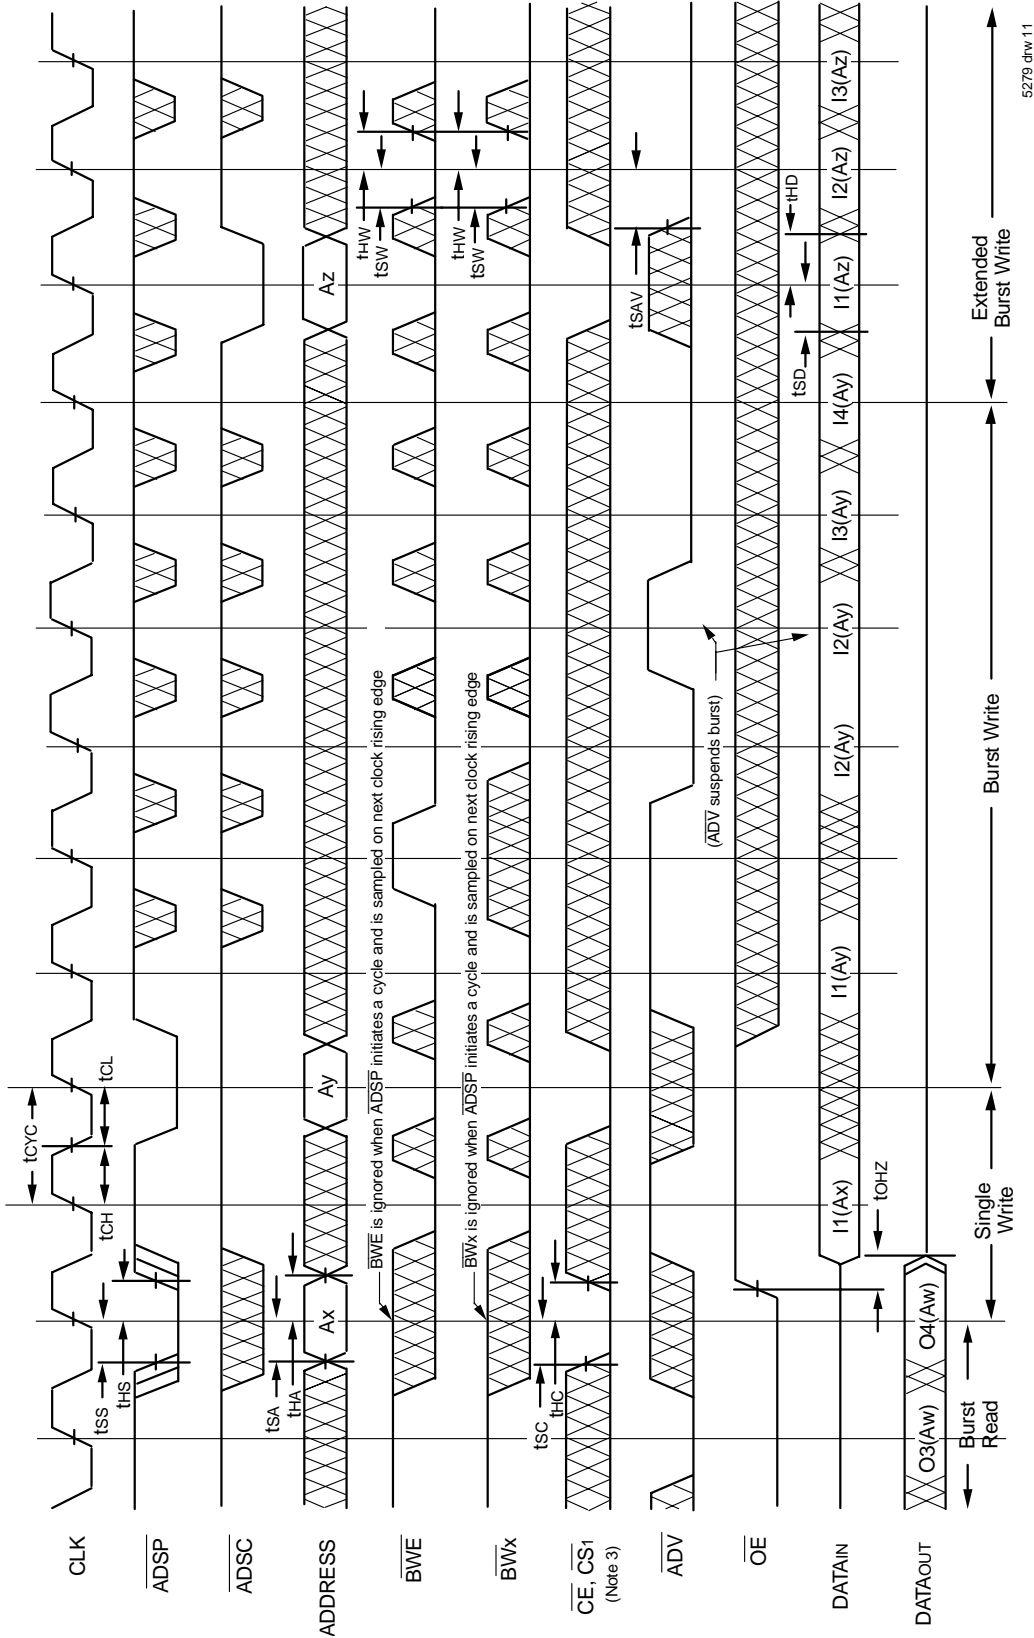 CLK
tCYC
tCH
tCL
ADSP
tSS
tHS
ADSC
ADDRESS
tSA
tHA
Ax
Ay
Az
BWE
BWE is ignored when ADSP initiates a cycle and is sampled on next clock rising edge
tHW
tSW
BWx
BWx is ignored when ADSP initiates a cycle and is sampled on next clock rising edge
tHW
tSW
CE, CS1
(Note 3)
tSC
tHC
ADV
tSAV
(ADV suspends burst)
OE
DATAIN
I1(Ax)
I1(Ay)
I2(Ay)
I2(Ay)
I3(Ay)
I4(Ay)
I1(Az)
I2(Az)
I3(Az)
tSD
tHD
tOHZ
DATAOUT
O3(Aw)
O4(Aw)
Burst
Read
Single
Write
Burst Write
Extended
Burst Write
5279 drw 11